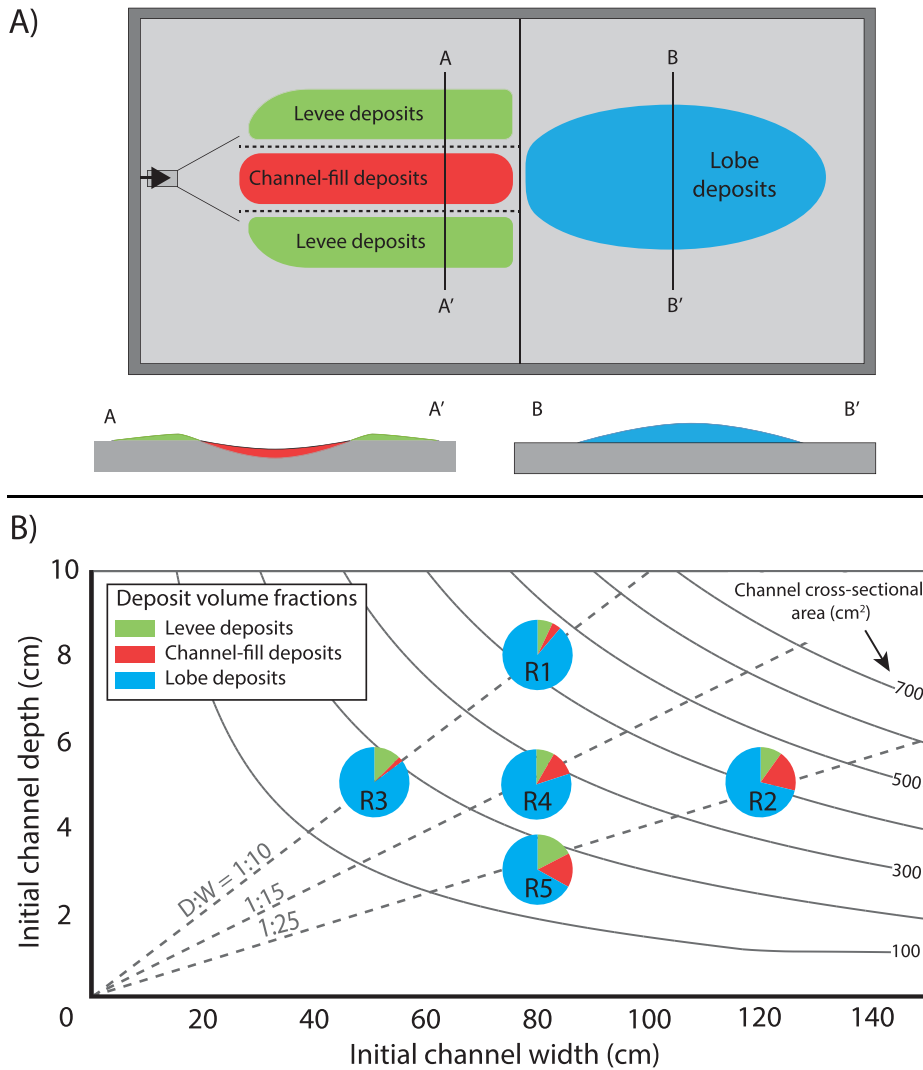 A)
A
B
Levee deposits
Channel-fill deposits
Lobe
deposits
Levee deposits
A'
B'
A
A'
B
B'
B)
10
8
6
4
2
0
Initial channel depth (cm)
Deposit volume fractions
Levee deposits
Channel-fill deposits
Lobe deposits
Channel cross-sectional
area (cm²)
700
500
300
100
R1
R3
R4
R2
R5
D:W = 1:10
1:15
1:25
20
40
60
80
100
120
140
Initial channel width (cm)